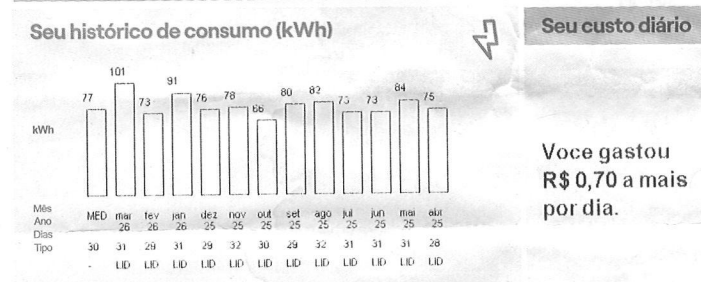 Seu histórico de consumo (kWh)
Seu custo diário
77 101 73 91 76 78 66 80 82 73 73 84 75
kWh
Mês MED mar fev jan dez nov out set ago jul jun mai abr
Ano 26 26 26 25 25 25 25 25 25 25 25 25
Dias
Tipo 30 31 29 31 29 32 30 29 32 31 31 31 28
- LID LID LID LID LID LID LID LID LID LID LID LID
Voce gastou
R$ 0,70 a mais
por dia.